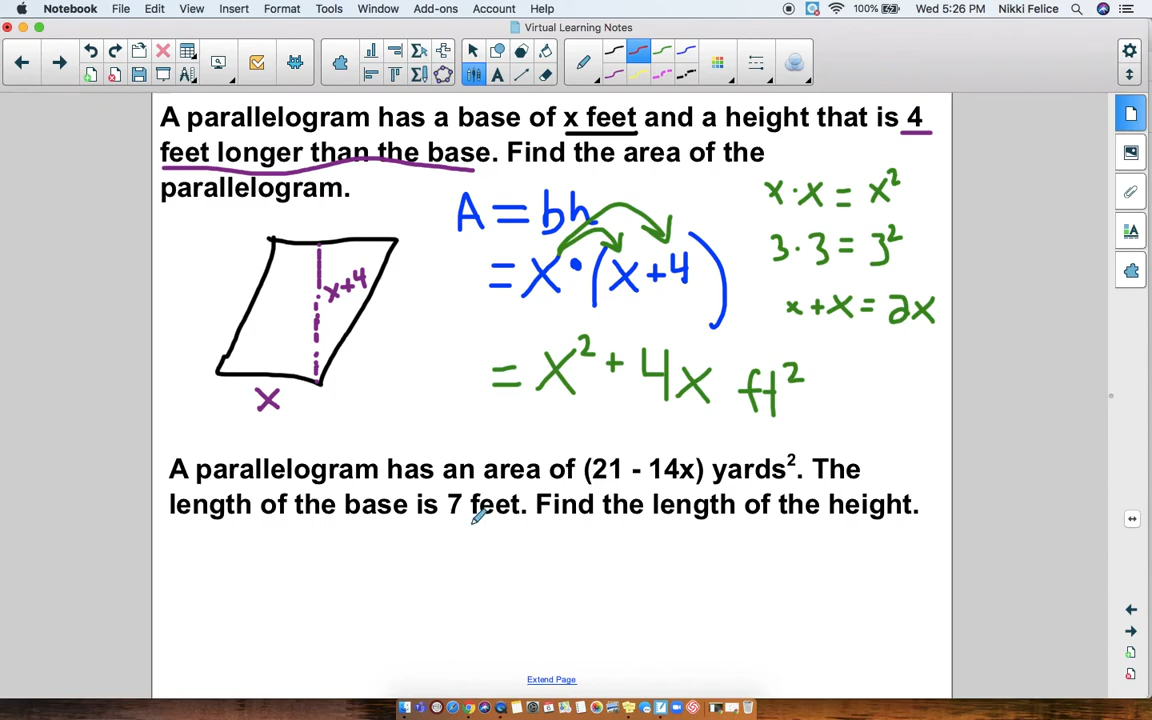 Notebook File Edit View Insert Format Tools Window Add-ons Account Help 100% Wed 5:26 PM Nikki Felice
Virtual Learning Notes
A parallelogram has a base of x feet and a height that is 4
feet longer than the base. Find the area of the
parallelogram.
A = bh
= x • (x + 4)
= x² + 4x ft²
x · x = x²
3 · 3 = 3²
x + x = 2x
x+4
x
A parallelogram has an area of (21 - 14x) yards². The
length of the base is 7 feet. Find the length of the height.
Extend Page